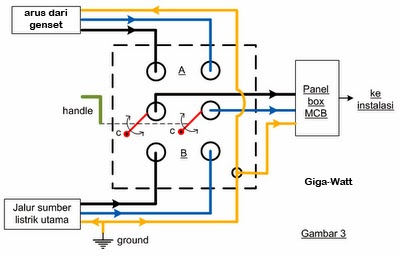 arus dari
genset
A
handle
c
c
B
Panel
box
MCB
ke
instalasi
Giga-Watt
Jalur sumber
listrik utama
ground
Gambar 3